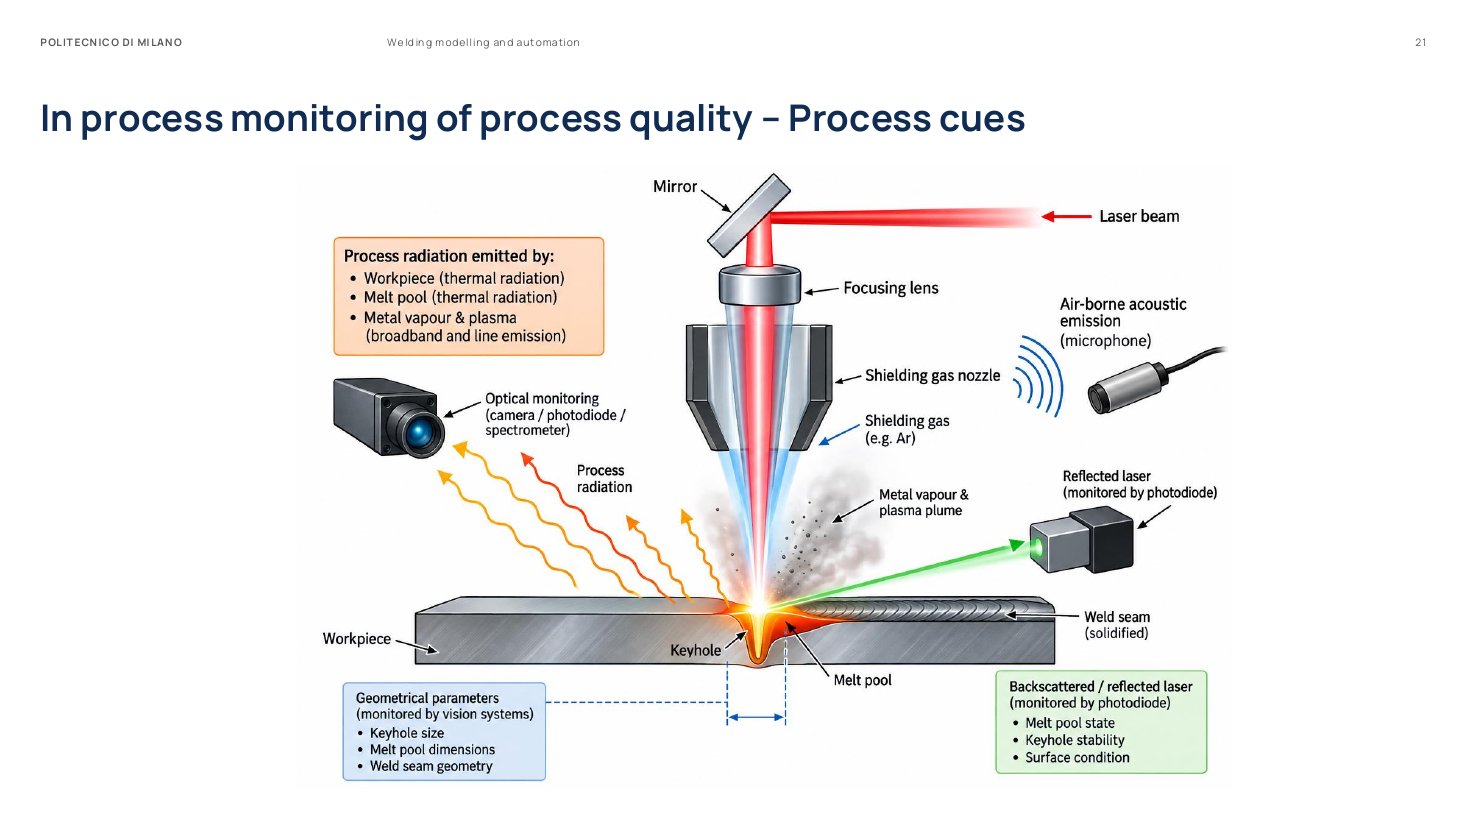 POLITECNICO DI MILANO
Welding modelling and automation
21
In process monitoring of process quality – Process cues
Mirror
Laser beam
Process radiation emitted by:
• Workpiece (thermal radiation)
• Melt pool (thermal radiation)
• Metal vapour & plasma
(broadband and line emission)
Focusing lens
Air-borne acoustic
emission
(microphone)
Shielding gas nozzle
Optical monitoring
(camera / photodiode /
spectrometer)
Shielding gas
(e.g. Ar)
Process
radiation
Reflected laser
(monitored by photodiode)
Metal vapour &
plasma plume
Workpiece
Keyhole
Weld seam
(solidified)
Melt pool
Geometrical parameters
(monitored by vision systems)
• Keyhole size
• Melt pool dimensions
• Weld seam geometry
Backscattered / reflected laser
(monitored by photodiode)
• Melt pool state
• Keyhole stability
• Surface condition